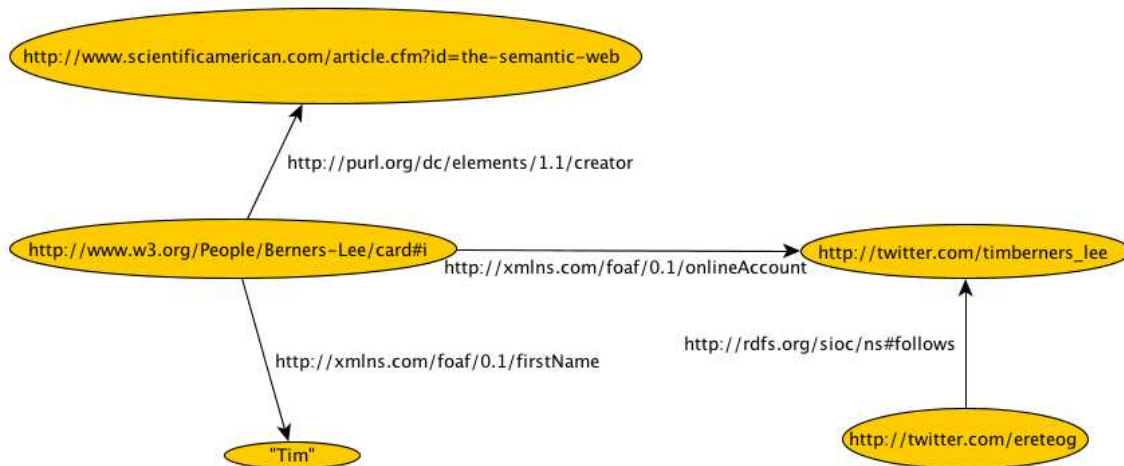 http://www.scientificamerican.com/article.cfm?id=the-semantic-web
http://purl.org/dc/elements/1.1/creator
http://www.w3.org/People/Berners-Lee/card#i
http://twitter.com/timberners_lee
http://xmlns.com/foaf/0.1/onlineAccount
http://rdfs.org/sioc/ns#follows
http://xmlns.com/foaf/0.1/firstName
http://twitter.com/ereteog
"Tim"